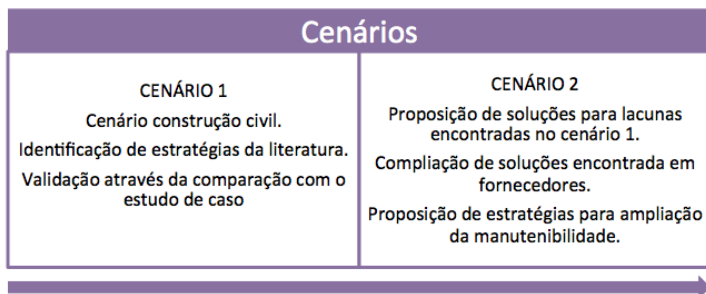 Cenários
CENÁRIO 1
Cenário construção civil.
Identificação de estratégias da literatura.
Validação através da comparação com o
estudo de caso
CENÁRIO 2
Proposição de soluções para lacunas
encontradas no cenário 1.
Compliação de soluções encontrada em
fornecedores.
Proposição de estratégias para ampliação
da manutenibilidade.